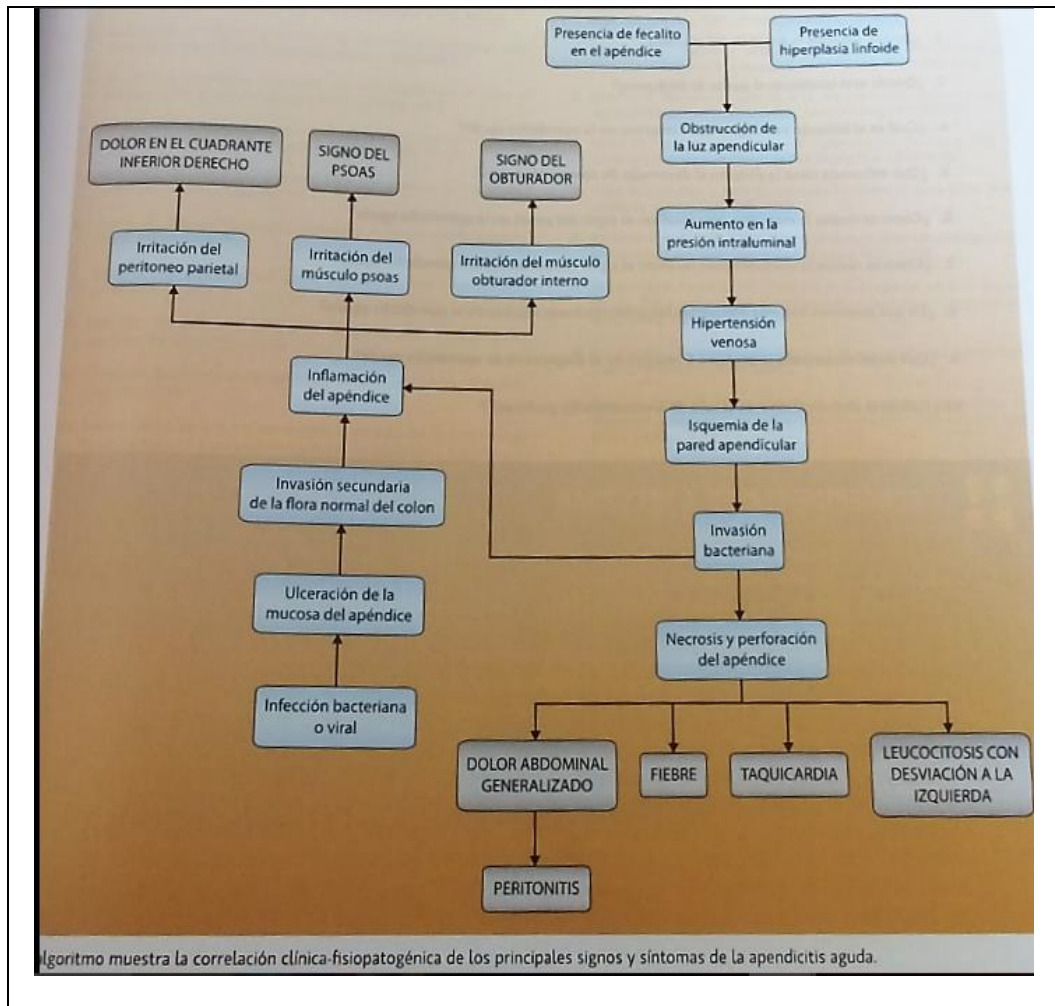 Presencia de fecalito
en el apéndice
Presencia de
hiperplasia linfoide
Obstrucción de
la luz apendicular
Aumento en la
presión intraluminal
Hipertensión
venosa
Isquemia de la
pared apendicular
Invasión
bacteriana
Necrosis y perforación
del apéndice
DOLOR ABDOMINAL
GENERALIZADO
FIEBRE
TAQUICARDIA
LEUCOCITOSIS CON
DESVIACIÓN A LA
IZQUIERDA
PERITONITIS
DOLOR EN EL CUADRANTE
INFERIOR DERECHO
SIGNO DEL
PSOAS
SIGNO DEL
OBTURADOR
Irritación del
peritoneo parietal
Irritación del
músculo psoas
Irritación del músculo
obturador interno
Inflamación
del apéndice
Invasión secundaria
de la flora normal del colon
Ulceración de la
mucosa del apéndice
Infección bacteriana
o viral
algoritmo muestra la correlación clínica-fisiopatogénica de los principales signos y síntomas de la apendicitis aguda.